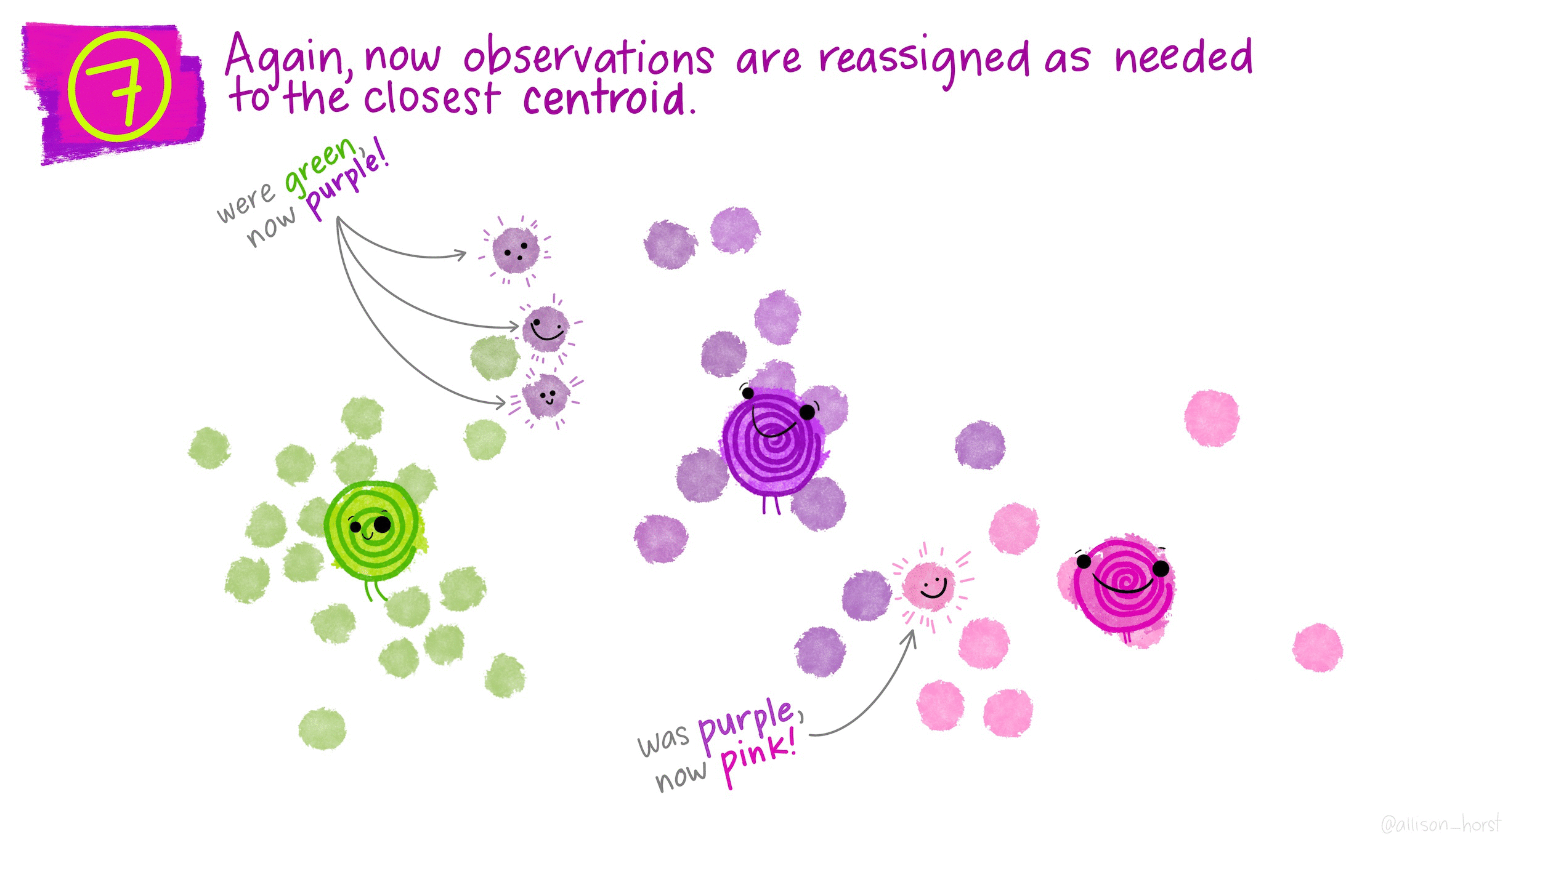 7
Again, now observations are reassigned as needed
to the closest centroid.
were green,
now purple!
was purple,
now pink!
@allison_horst